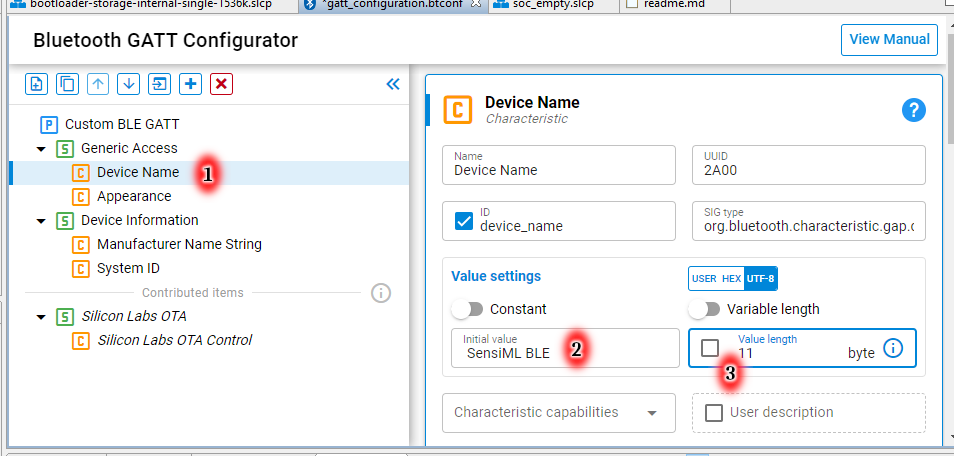 bootloader-storage-internal-single-1536k.slcp
*gatt_configuration.btconf
soc_empty.slcp
readme.md
Bluetooth GATT Configurator
View Manual
P Custom BLE GATT
S Generic Access
C Device Name
1
C Appearance
S Device Information
C Manufacturer Name String
C System ID
Contributed items
S Silicon Labs OTA
C Silicon Labs OTA Control
C Device Name
Characteristic
?
Name
Device Name
UUID
2A00
ID
device_name
SIG type
org.bluetooth.characteristic.gap.
Value settings
USER HEX UTF-8
Constant
Variable length
Initial value
SensiML BLE
2
Value length
11 byte
3
Characteristic capabilities
User description